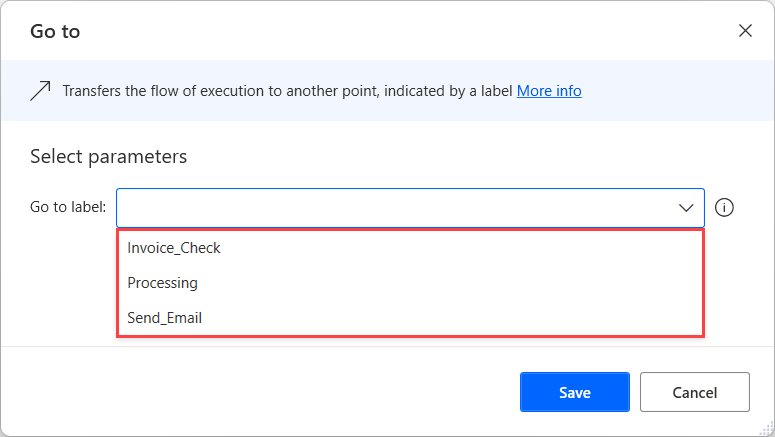 Go to
Transfers the flow of execution to another point, indicated by a label More info
Select parameters
Go to label:
Invoice_Check
Processing
Send_Email
Save Cancel